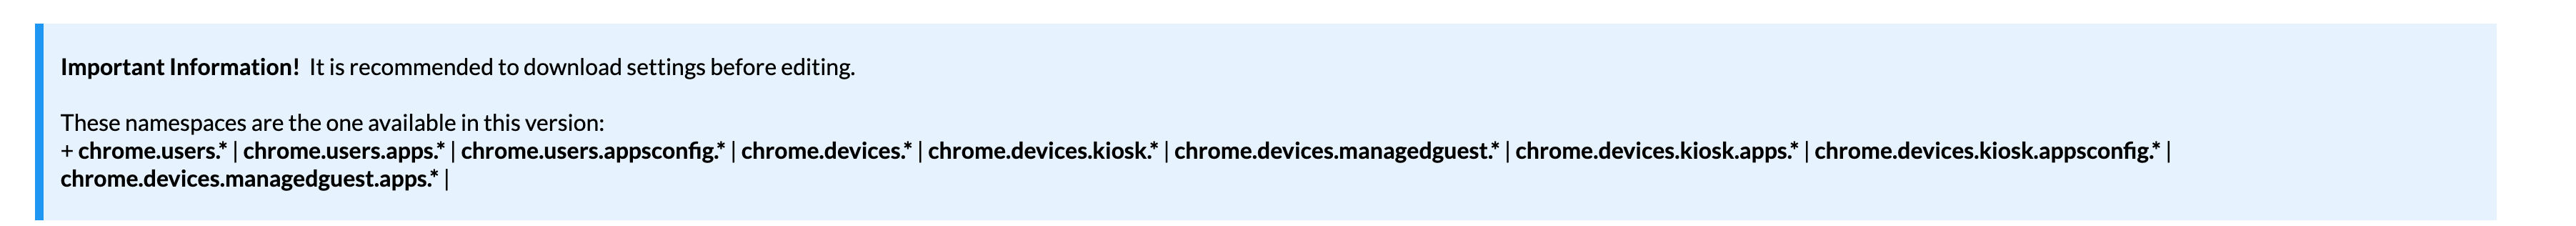 Important Information! It is recommended to download settings before editing.
These namespaces are the one available in this version:
+ chrome.users.* | chrome.users.apps.* | chrome.users.appsconfig.* | chrome.devices.* | chrome.devices.kiosk.* | chrome.devices.managedguest.* | chrome.devices.kiosk.apps.* | chrome.devices.kiosk.appsconfig.* |
chrome.devices.managedguest.apps.* |